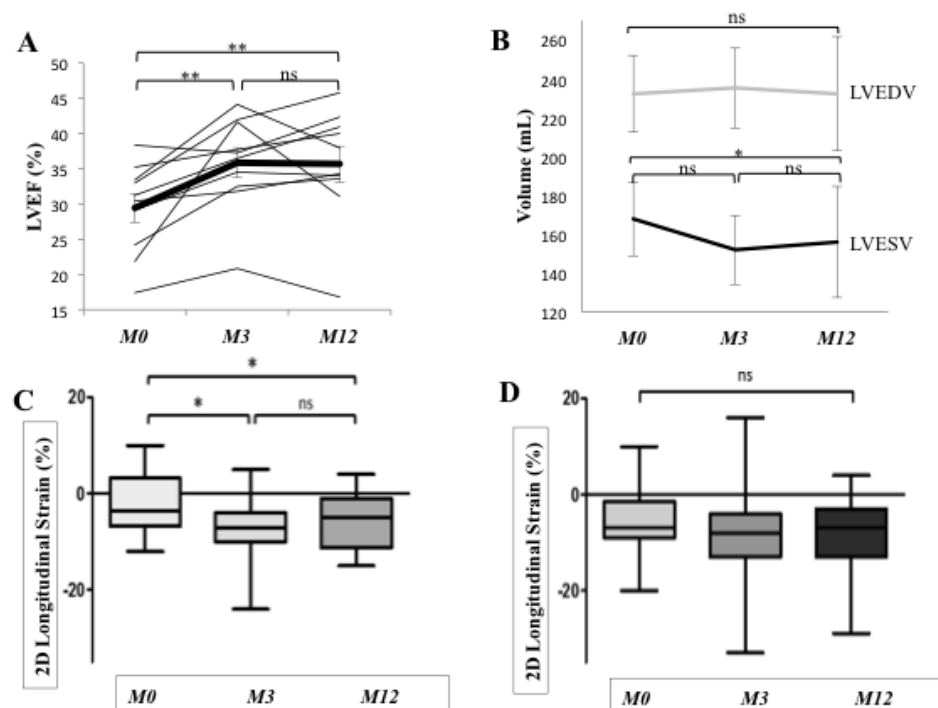 A
**
**
ns
LVEF (%)
50
45
40
35
30
25
20
15
M0
M3
M12
B
ns
260
240
220
200
180
160
140
120
Volume (mL)
LVEDV
*
ns
ns
LVESV
M0
M3
M12
C
*
*
ns
20
0
-20
2D Longitudinal Strain (%)
M0
M3
M12
D
ns
20
0
-20
2D Longitudinal Strain (%)
M0
M3
M12